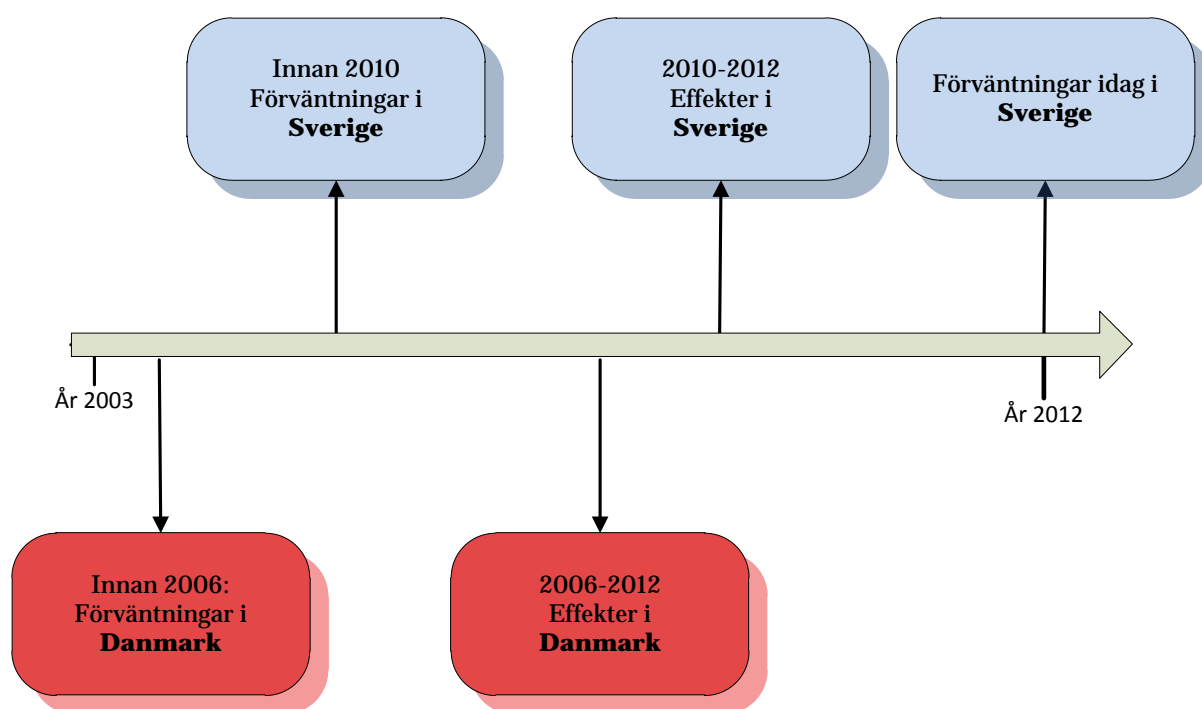 Innan 2010
Förväntningar i
Sverige
2010-2012
Effekter i
Sverige
Förväntningar idag i
Sverige
År 2003
År 2012
Innan 2006:
Förväntningar i
Danmark
2006-2012
Effekter i
Danmark